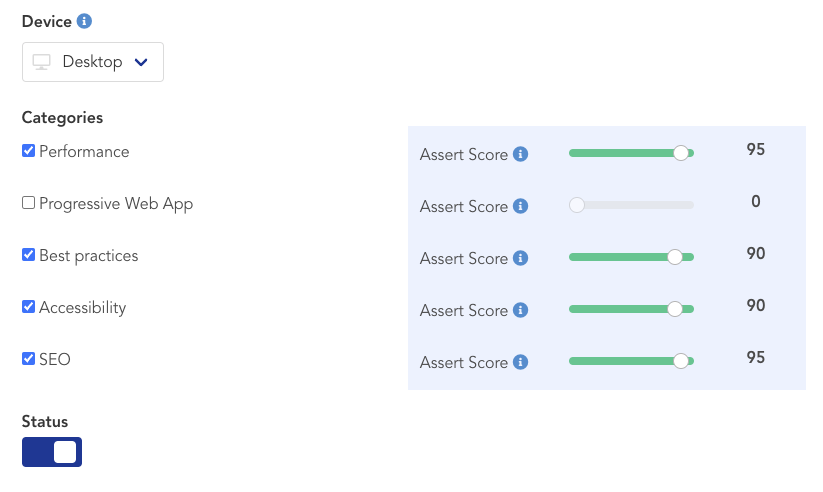 Device
Desktop
Categories
Performance
Assert Score
95
Progressive Web App
Assert Score
0
Best practices
Assert Score
90
Accessibility
Assert Score
90
SEO
Assert Score
95
Status